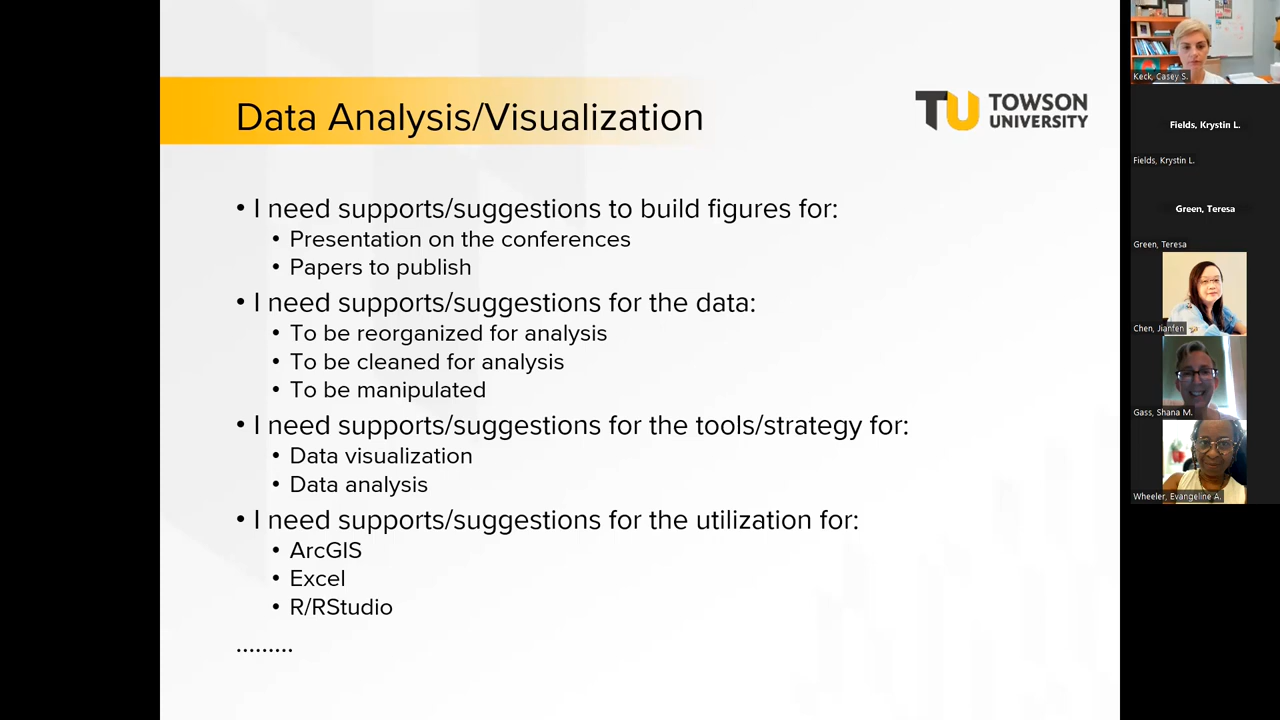 Data Analysis/Visualization
TOWSON
UNIVERSITY
• I need supports/suggestions to build figures for:
• Presentation on the conferences
• Papers to publish
• I need supports/suggestions for the data:
• To be reorganized for analysis
• To be cleaned for analysis
• To be manipulated
• I need supports/suggestions for the tools/strategy for:
• Data visualization
• Data analysis
• I need supports/suggestions for the utilization for:
• ArcGIS
• Excel
• R/RStudio
.........
Keck, Casey S.
Fields, Krystin L.
Fields, Krystin L.
Green, Teresa
Green, Teresa
Chen, Jianfen
Gass, Shana M.
Wheeler, Evangeline A.